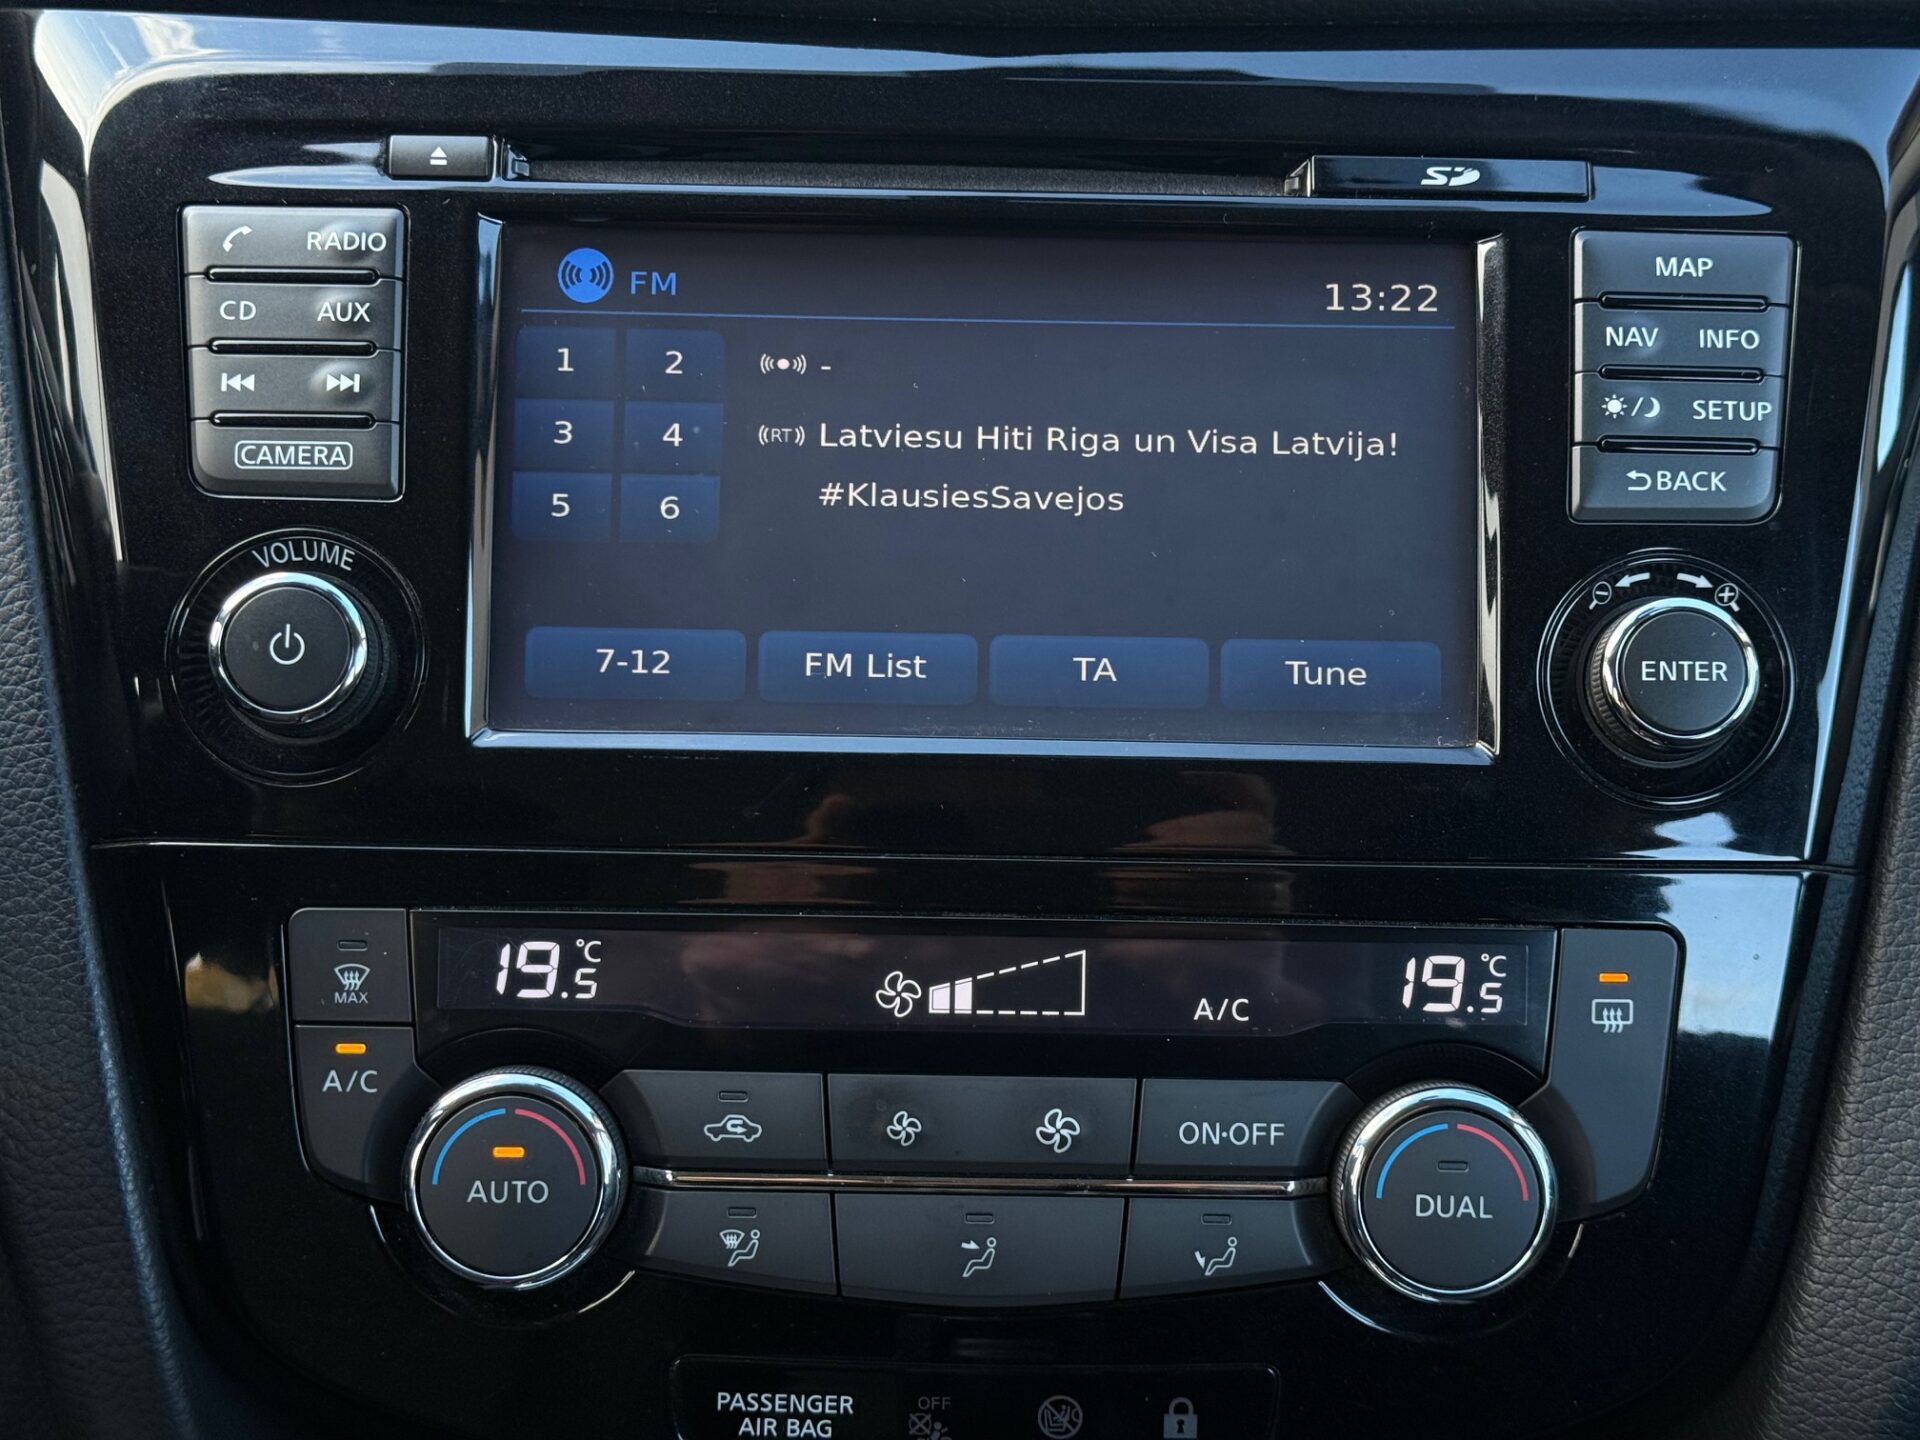 SD
RADIO
CD AUX
CAMERA
VOLUME
FM
13:22
1 2
3 4
5 6
-
RT Latviesu Hiti Riga un Visa Latvija!
#KlausiesSavejos
7-12 FM List TA Tune
MAP
NAV INFO
SETUP
BACK
ENTER
MAX
A/C
19.5 °C
A/C
19.5 °C
AUTO
ON·OFF
DUAL
PASSENGER
AIR BAG
OFF